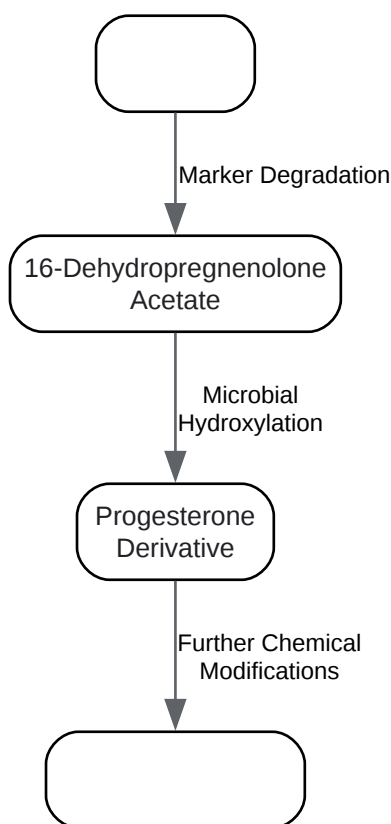 Marker Degradation
16-Dehydropregnenolone
Acetate
Microbial
Hydroxylation
Progesterone
Derivative
Further Chemical
Modifications